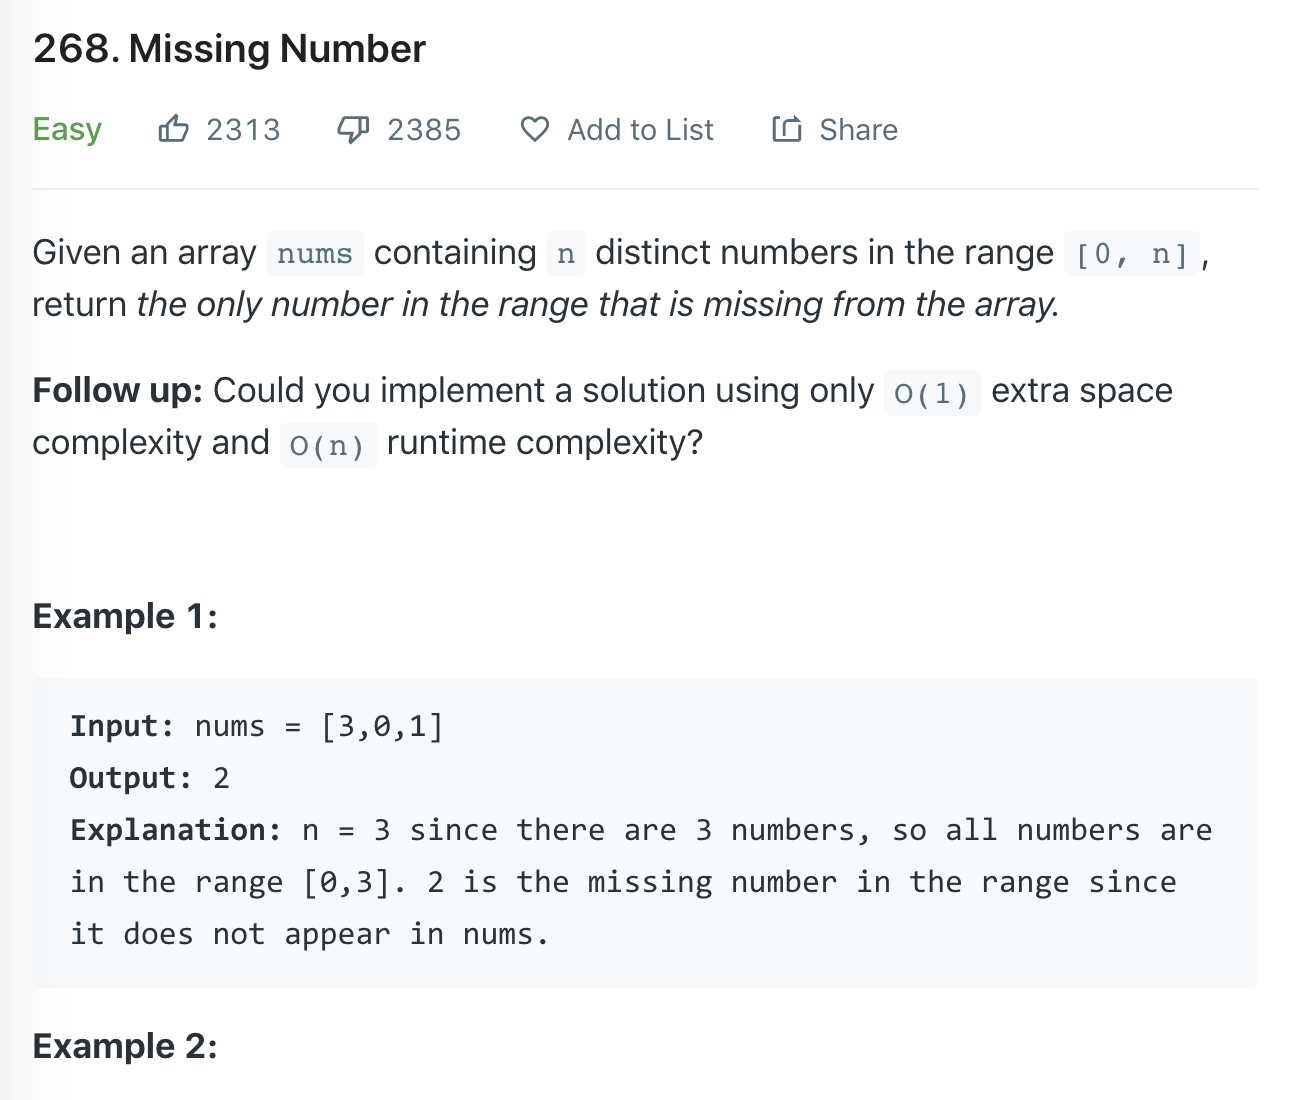 268. Missing Number
Easy 2313 2385 Add to List Share
Given an array nums containing n distinct numbers in the range [0, n],
return the only number in the range that is missing from the array.
Follow up: Could you implement a solution using only O(1) extra space
complexity and O(n) runtime complexity?
Example 1:
Input: nums = [3,0,1]
Output: 2
Explanation: n = 3 since there are 3 numbers, so all numbers are
in the range [0,3]. 2 is the missing number in the range since
it does not appear in nums.
Example 2: